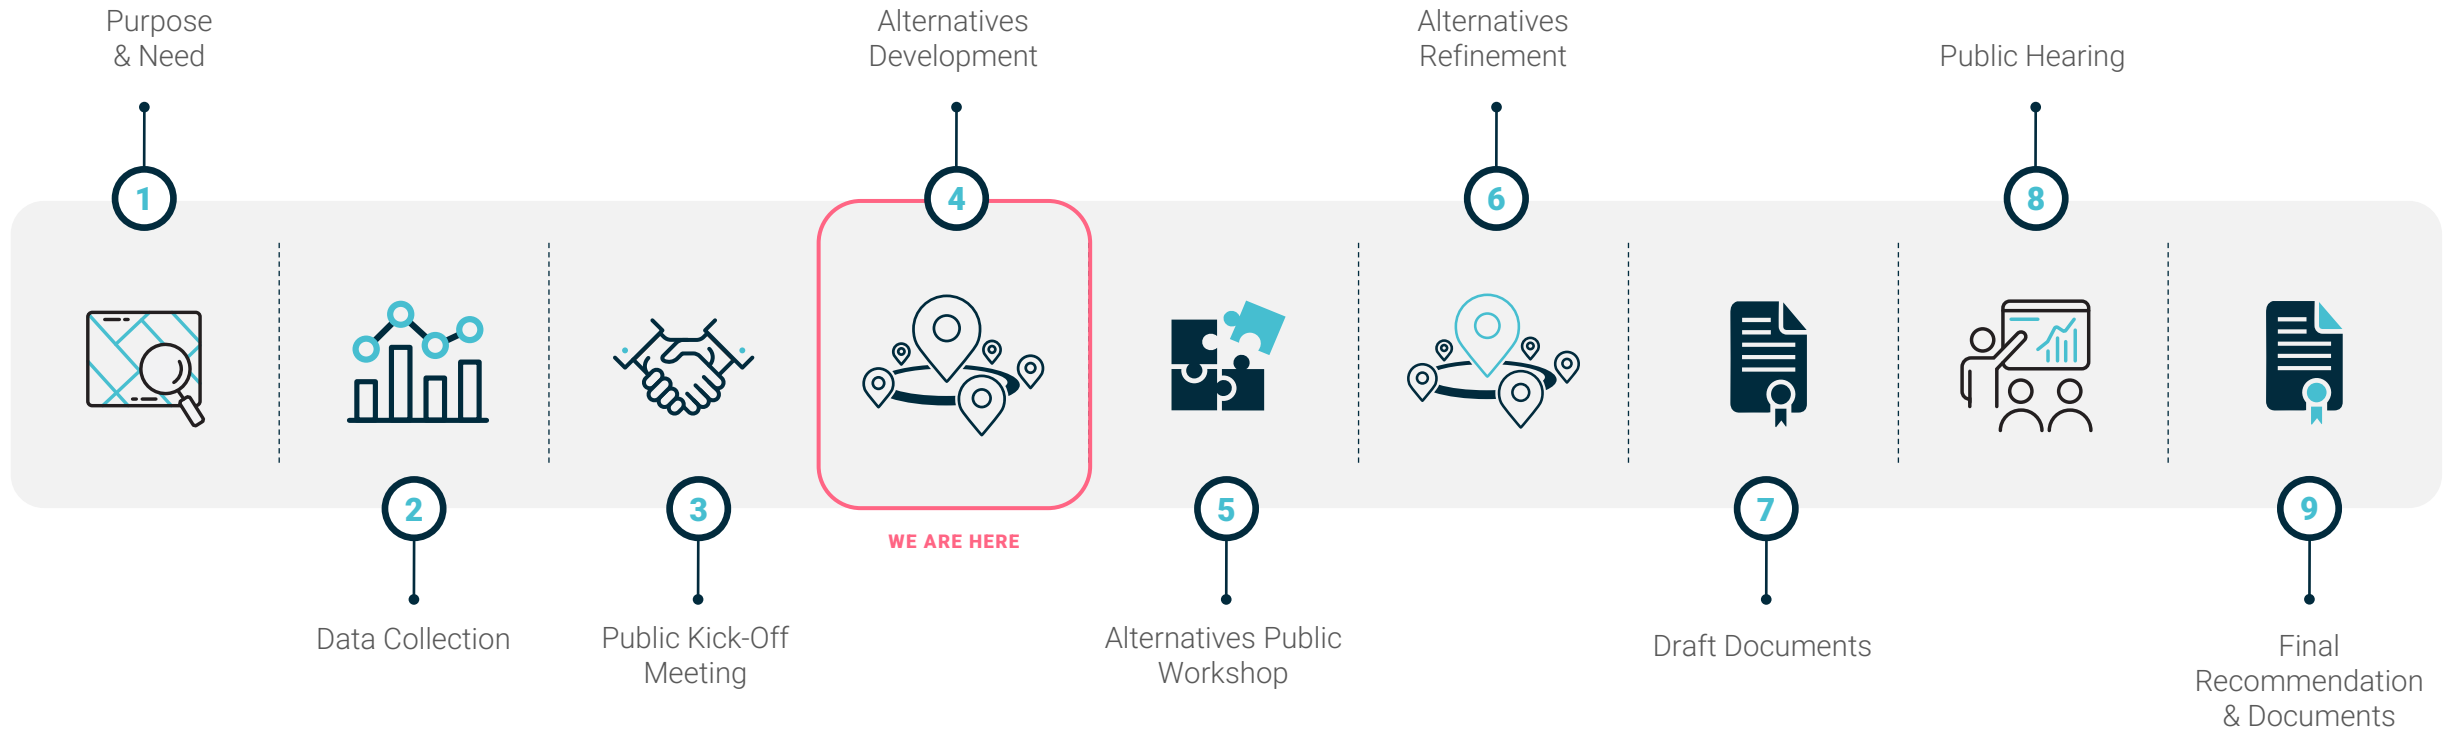 Purpose
& Need
1
2
Data Collection
3
Public Kick-Off
Meeting
Alternatives
Development
4
WE ARE HERE
5
Alternatives Public
Workshop
Alternatives
Refinement
6
7
Draft Documents
Public Hearing
8
9
Final
Recommendation
& Documents